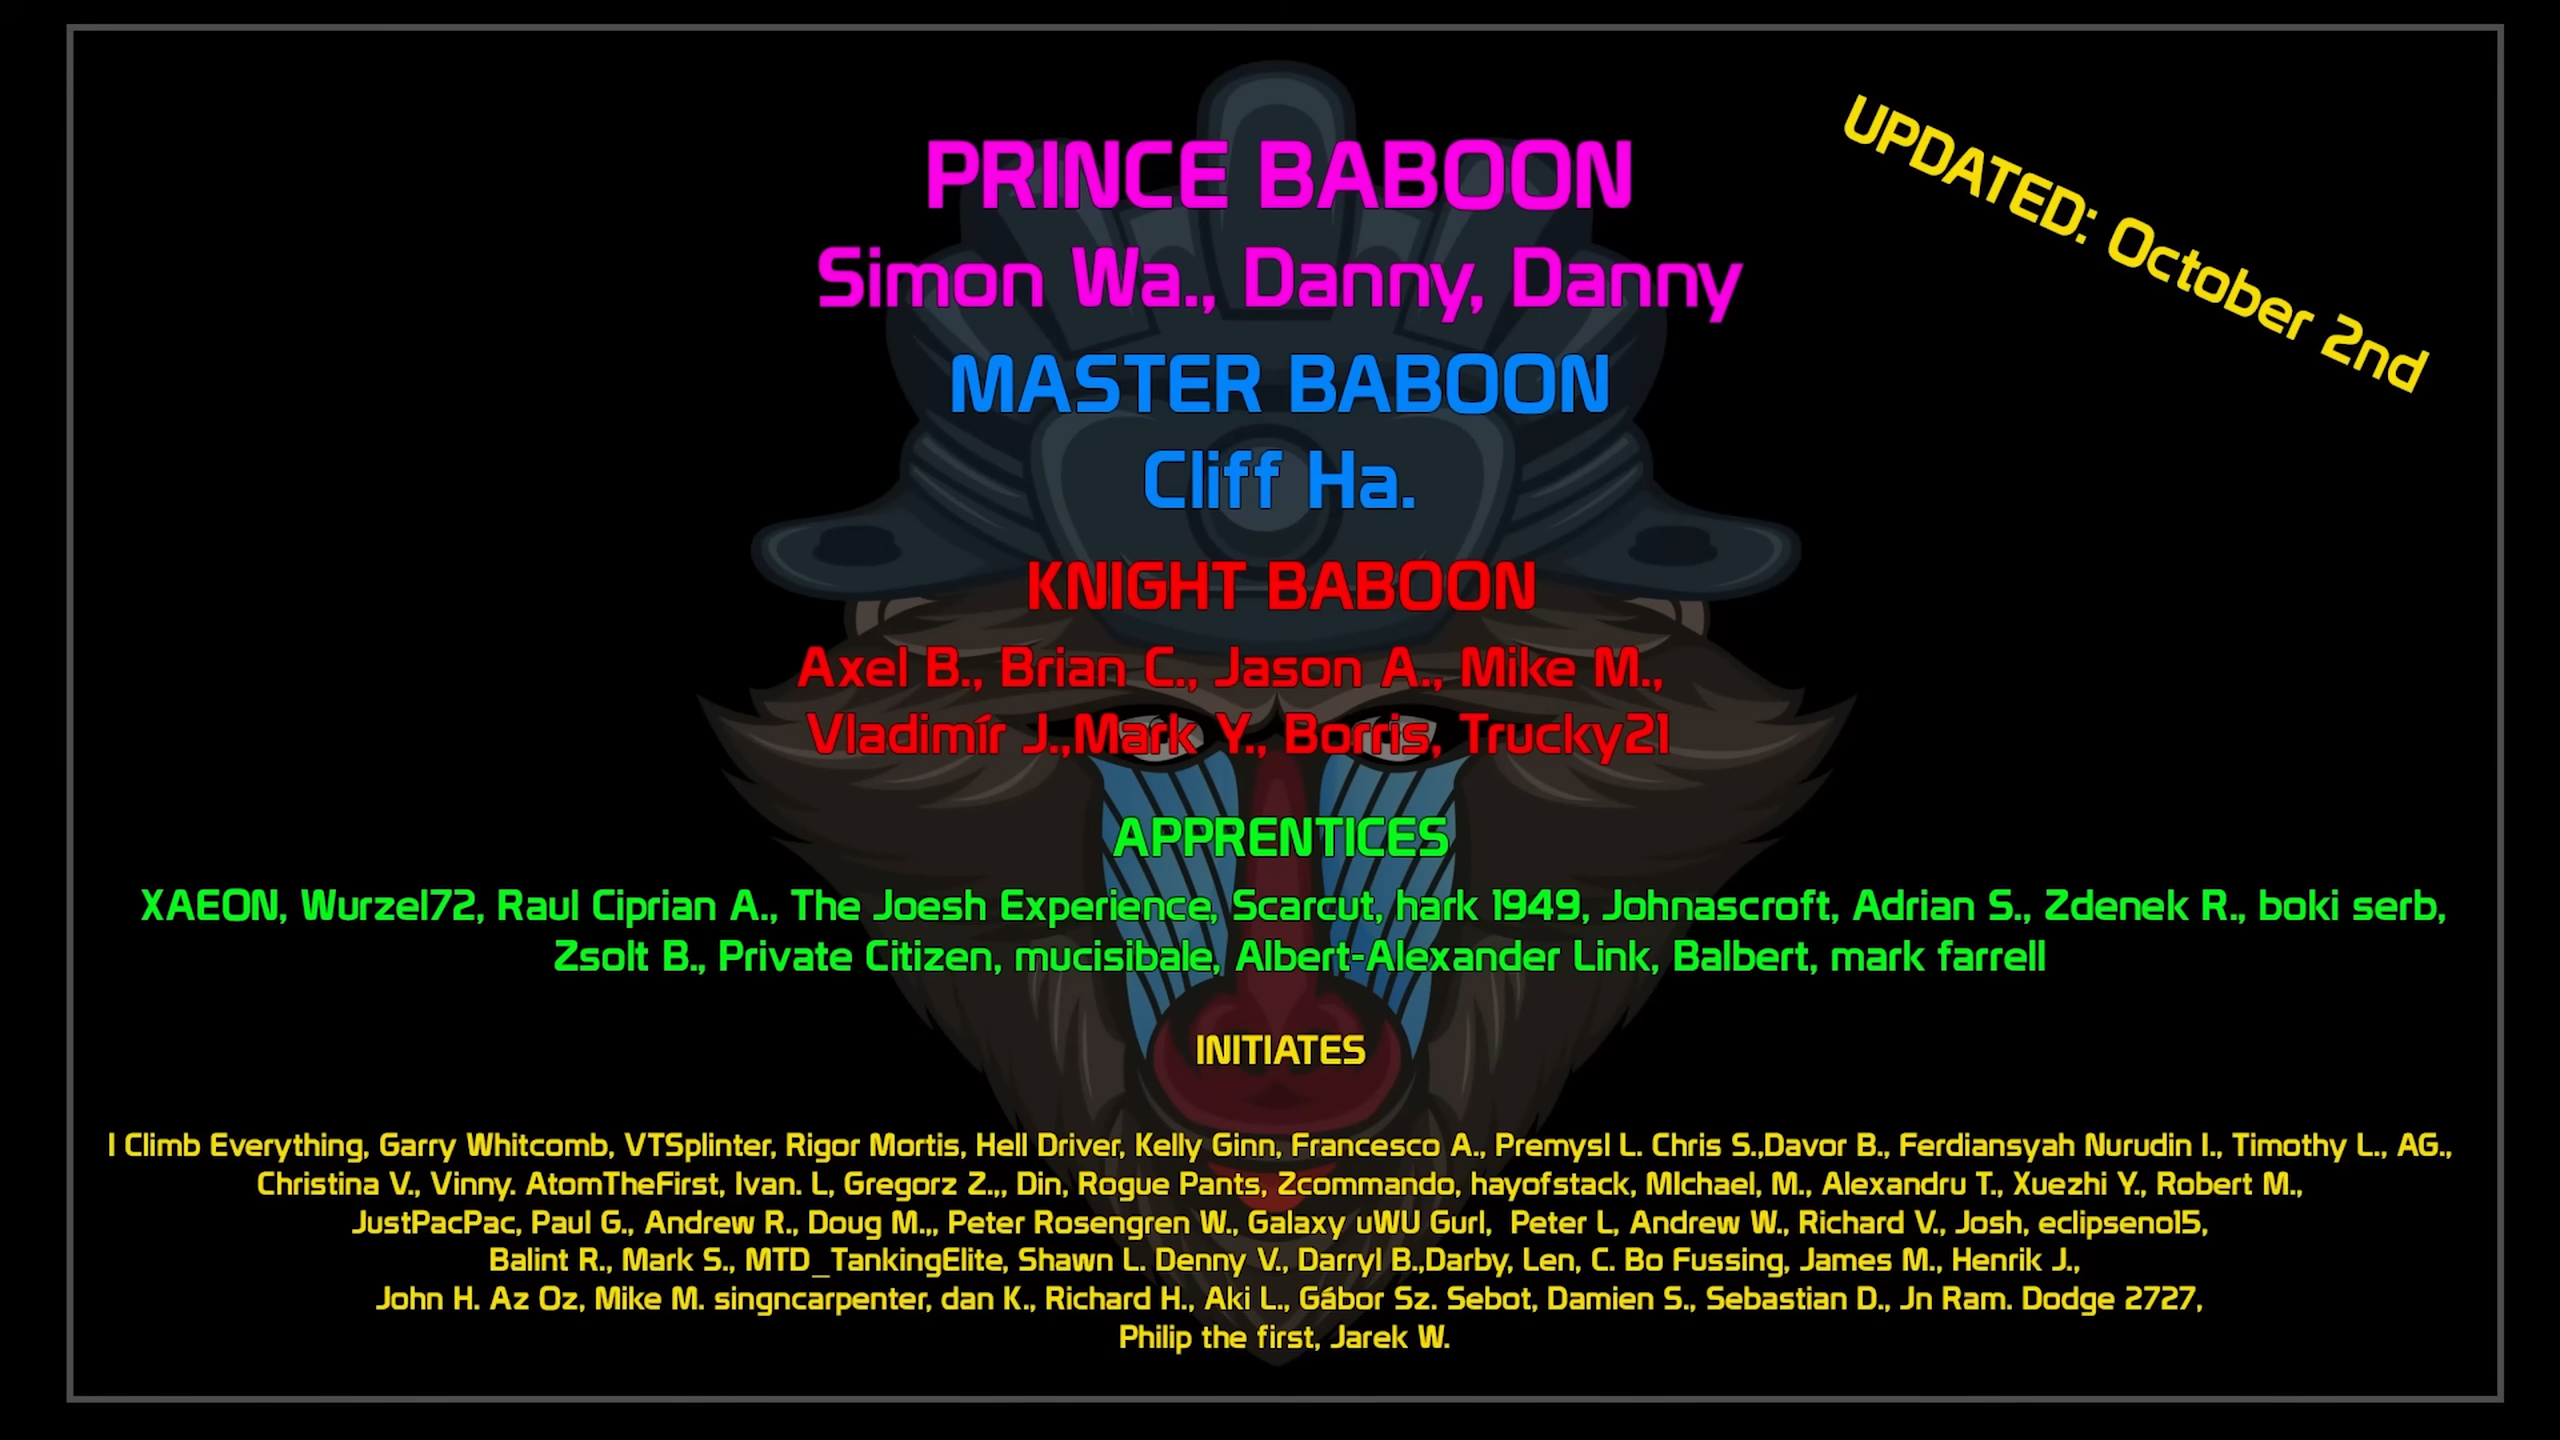 PRINCE BABOON
UPDATED: October 2nd
Simon Wa., Danny, Danny
MASTER BABOON
Cliff Ha.
KNIGHT BABOON
Axel B., Brian C., Jason A., Mike M.,
Vladimír J.,Mark Y., Borris, Trucky21
APPRENTICES
XAEON, Wurzel72, Raul Ciprian A., The Joesh Experience, Scarcut, hark 1949, Johnascroft, Adrian S., Zdenek R., boki serb,
Zsolt B., Private Citizen, mucisibale, Albert-Alexander Link, Balbert, mark farrell
INITIATES
I Climb Everything, Garry Whitcomb, VTSplinter, Rigor Mortis, Hell Driver, Kelly Ginn, Francesco A., Premysl L. Chris S.,Davor B., Ferdiansyah Nurudin I., Timothy L., AG.,
Christina V., Vinny. AtomTheFirst, Ivan. L, Gregorz Z.,, Din, Rogue Pants, Zcommando, hayofstack, MIchael, M., Alexandru T., Xuezhi Y., Robert M.,
JustPacPac, Paul G., Andrew R., Doug M.,, Peter Rosengren W., Galaxy uWU Gurl, Peter L, Andrew W., Richard V., Josh, eclipseno15,
Balint R., Mark S., MTD_TankingElite, Shawn L. Denny V., Darryl B.,Darby, Len, C. Bo Fussing, James M., Henrik J.,
John H. Az Oz, Mike M. singncarpenter, dan K., Richard H., Aki L., Gábor Sz. Sebot, Damien S., Sebastian D., Jn Ram. Dodge 2727,
Philip the first, Jarek W.